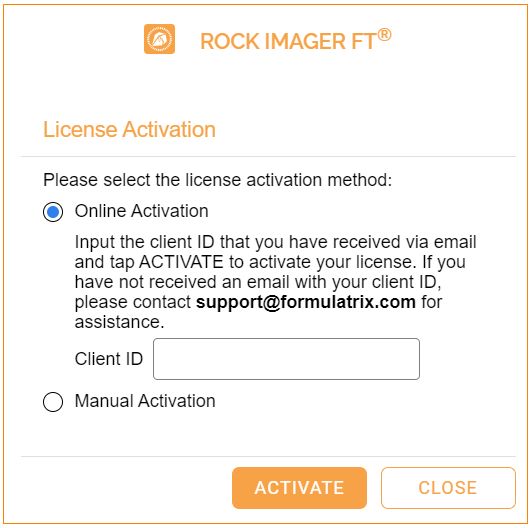 ROCK IMAGER FT®
License Activation
Please select the license activation method:
Online Activation
Input the client ID that you have received via email
and tap ACTIVATE to activate your license. If you
have not received an email with your client ID,
please contact support@formulatrix.com for
assistance.
Client ID
Manual Activation
ACTIVATE
CLOSE